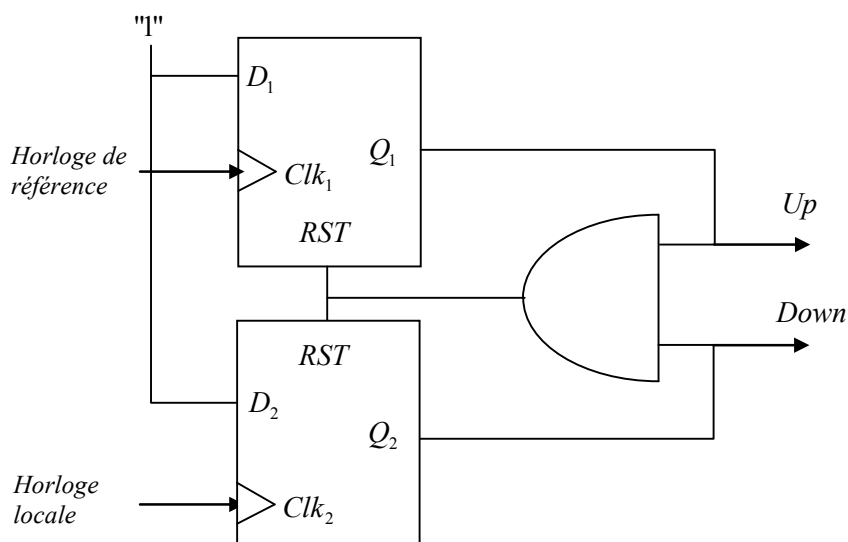 "1"
D₁
Horloge de
référence
Clk₁
Q₁
RST
Up
Down
RST
D₂
Q₂
Horloge
locale
Clk₂